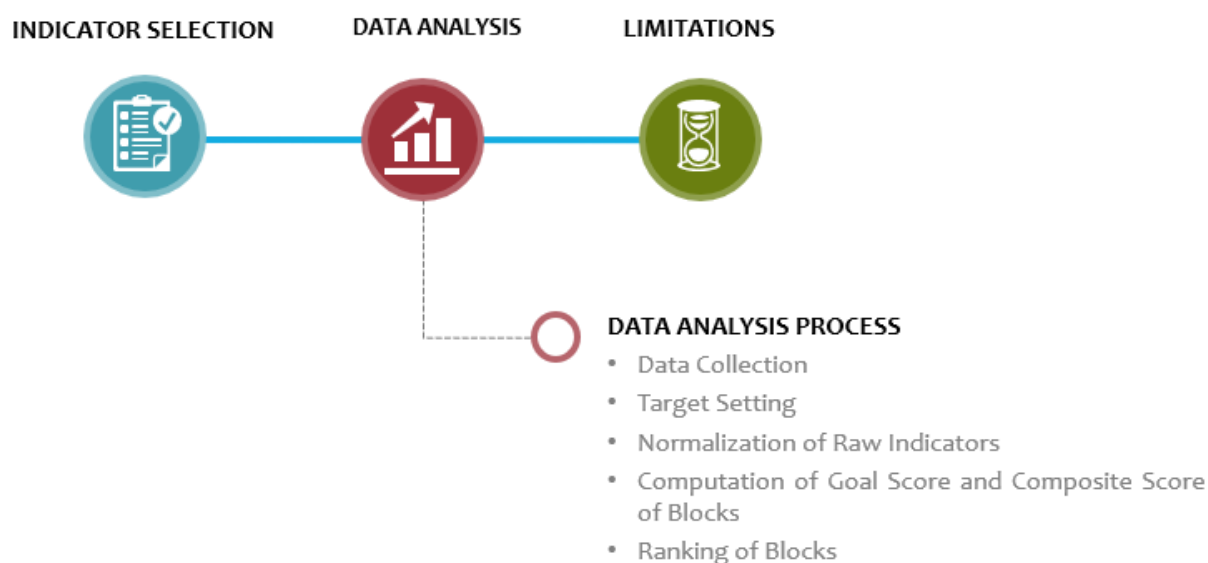 INDICATOR SELECTION
DATA ANALYSIS
LIMITATIONS
DATA ANALYSIS PROCESS
• Data Collection
• Target Setting
• Normalization of Raw Indicators
• Computation of Goal Score and Composite Score
of Blocks
• Ranking of Blocks